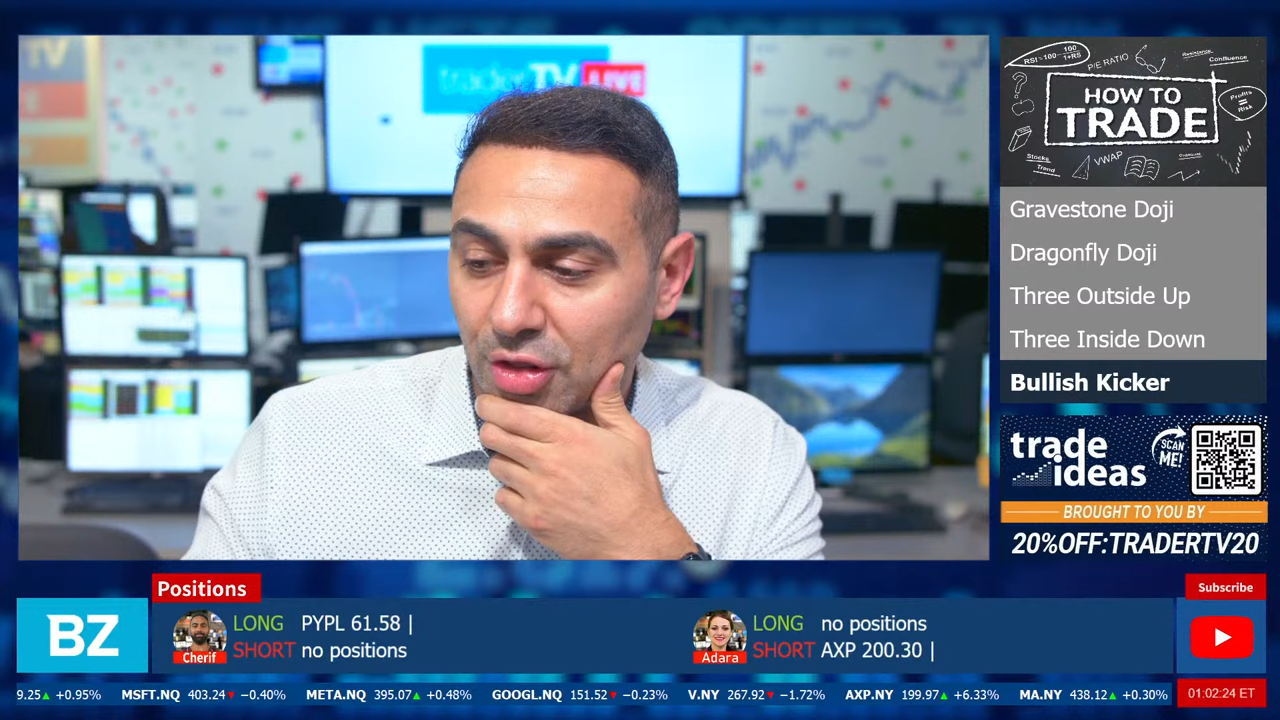 traderTV LIVE
TV
RSI=100- 100
1+RS
P/E RATIO
Resistance
Confluence
HOW TO
TRADE
Profits
=
Risk
Stocks
Trend
VWAP
Gravestone Doji
Dragonfly Doji
Three Outside Up
Three Inside Down
Bullish Kicker
trade
ideas
SCAN
ME!
BROUGHT TO YOU BY
20%OFF:TRADERTV20
Positions
Subscribe
BZ
LONG PYPL 61.58 |
SHORT no positions
Cherif
LONG no positions
SHORT AXP 200.30 |
Adara
9.25▲ +0.95% MSFT.NQ 403.24▼ −0.40% META.NQ 395.07▲ +0.48% GOOGL.NQ 151.52▼ −0.23% V.NY 267.92▼ −1.72% AXP.NY 199.97▲ +6.33% MA.NY 438.12▲ +0.30%
01:02:24 ET